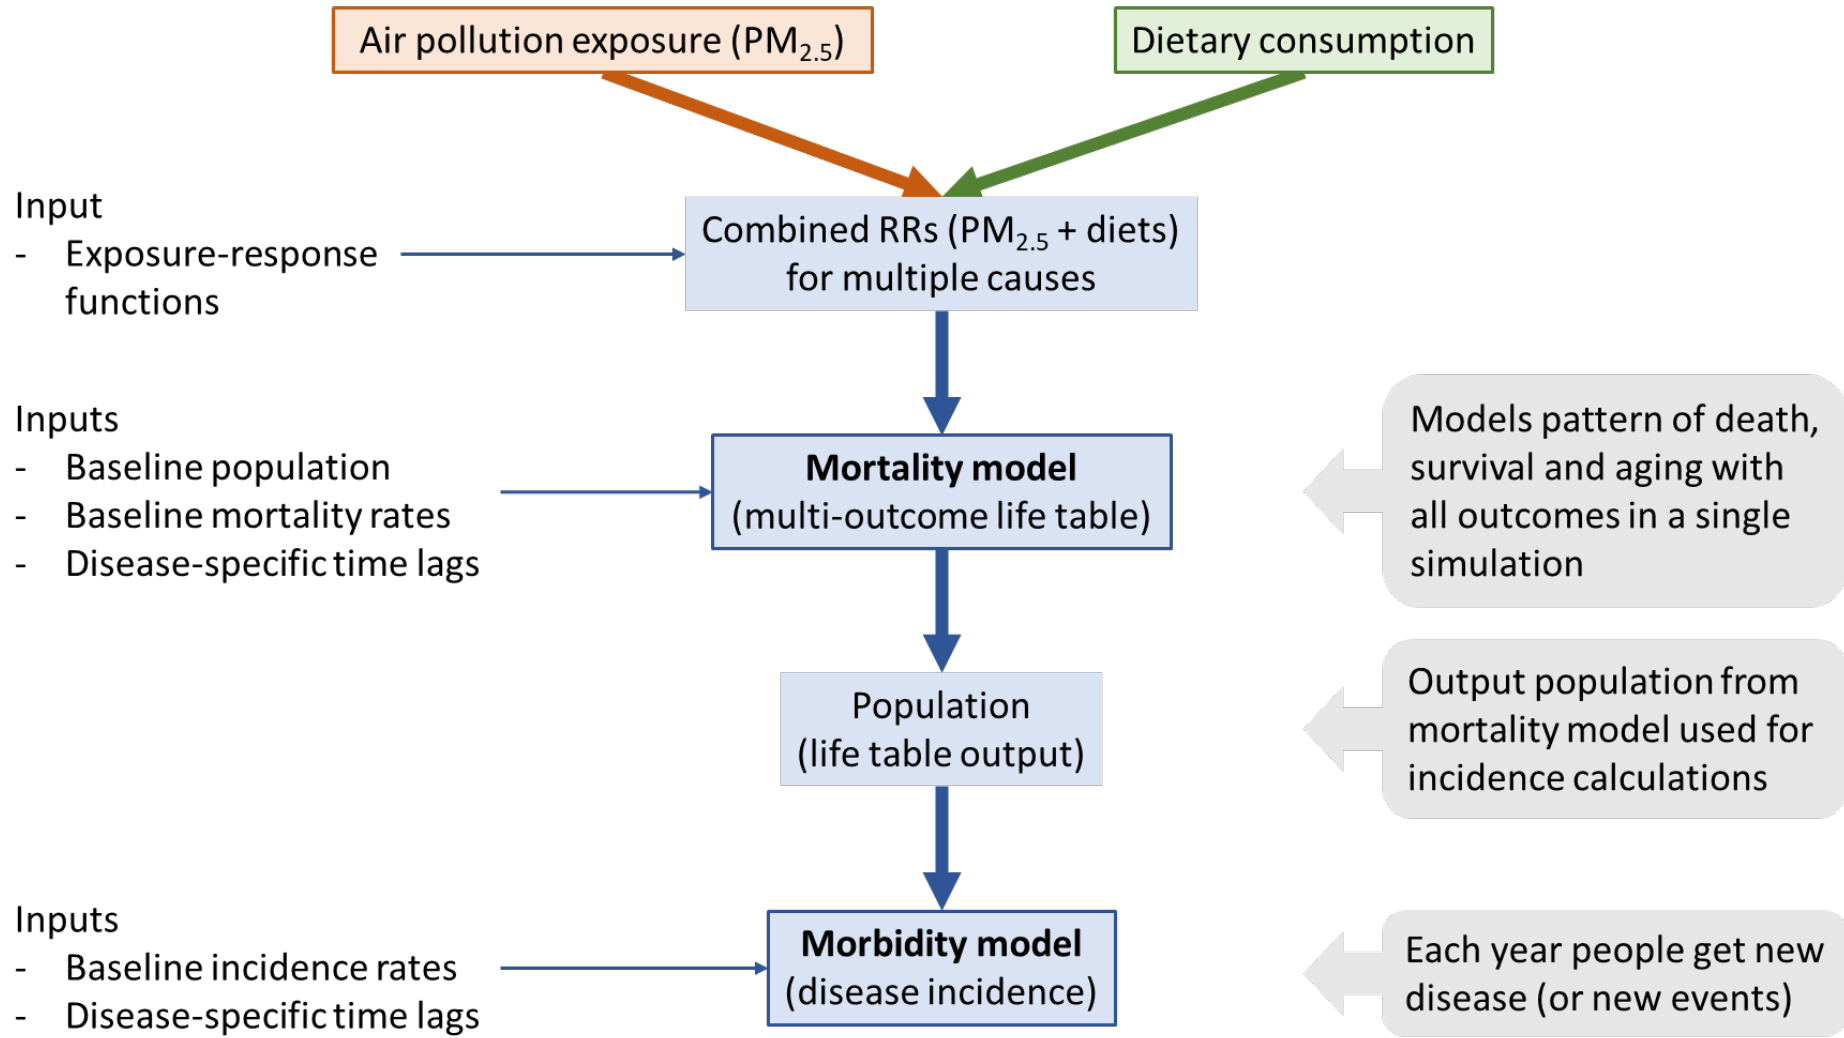 Air pollution exposure (PM2.5)
Dietary consumption
Input
- Exposure-response
functions
Combined RRs (PM2.5 + diets)
for multiple causes
Inputs
- Baseline population
- Baseline mortality rates
- Disease-specific time lags
Mortality model
(multi-outcome life table)
Models pattern of death,
survival and aging with
all outcomes in a single
simulation
Population
(life table output)
Output population from
mortality model used for
incidence calculations
Inputs
- Baseline incidence rates
- Disease-specific time lags
Morbidity model
(disease incidence)
Each year people get new
disease (or new events)